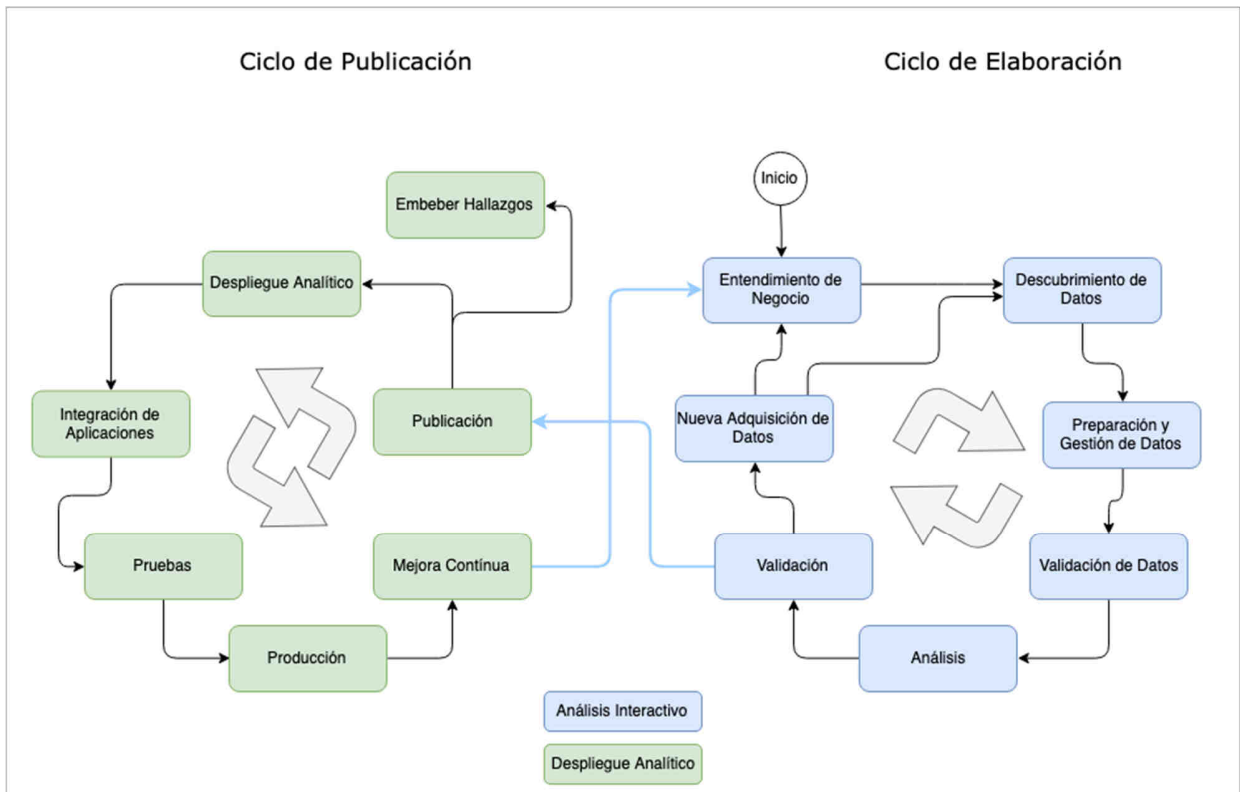 Ciclo de Publicación
Ciclo de Elaboración
Inicio
Embeber Hallazgos
Despliegue Analítico
Entendimiento de
Negocio
Descubrimiento de
Datos
Integración de
Aplicaciones
Publicación
Nueva Adquisición de
Datos
Preparación y
Gestión de Datos
Pruebas
Mejora Contínua
Validación
Validación de Datos
Producción
Análisis
Análisis Interactivo
Despliegue Analítico